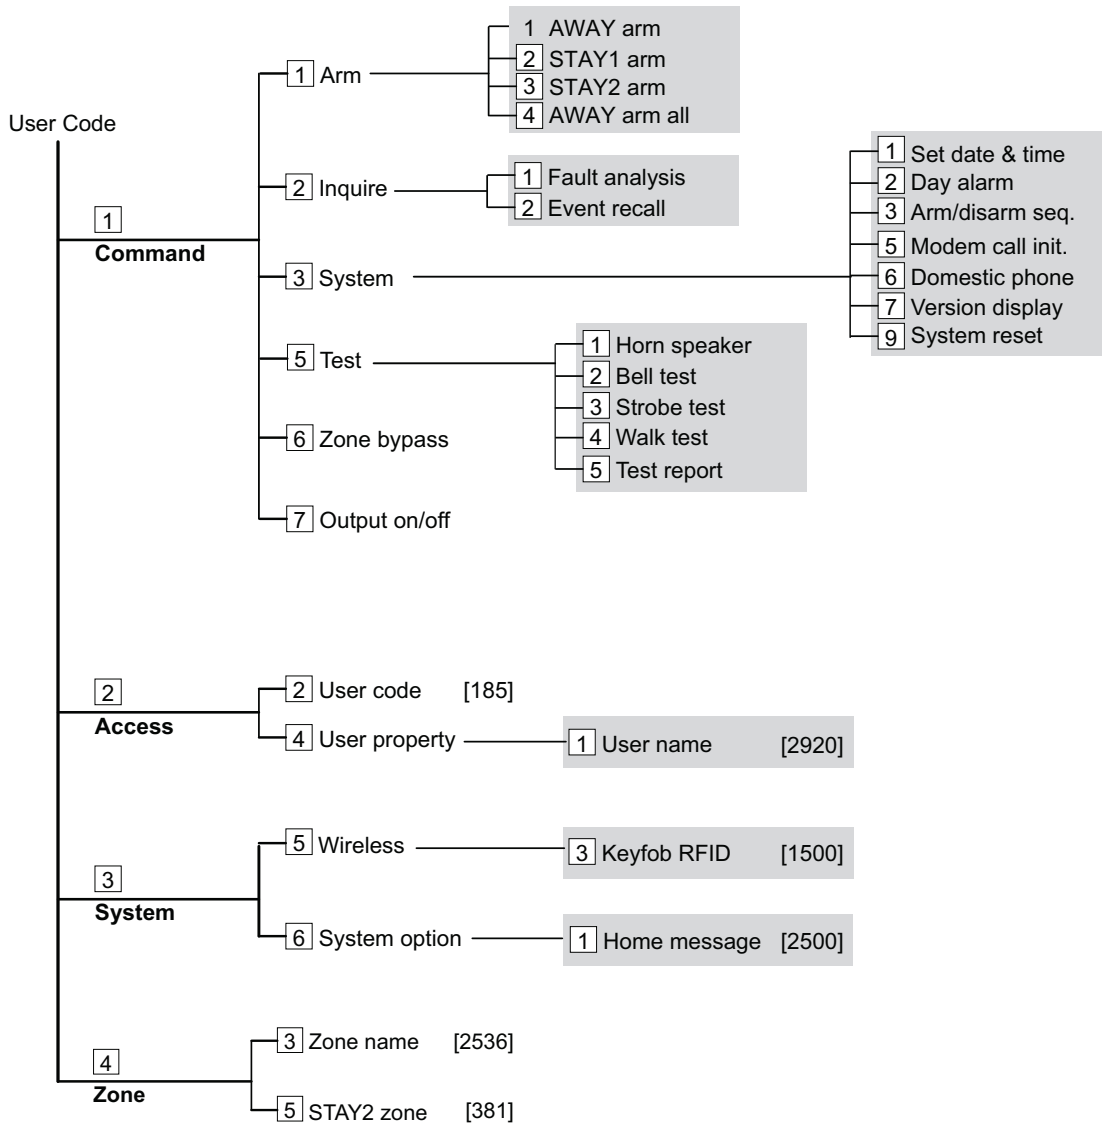 User Code
1
Command
1 Arm
1 AWAY arm
2 STAY1 arm
3 STAY2 arm
4 AWAY arm all
2 Inquire
1 Fault analysis
2 Event recall
3 System
1 Set date & time
2 Day alarm
3 Arm/disarm seq.
5 Modem call init.
6 Domestic phone
7 Version display
9 System reset
5 Test
1 Horn speaker
2 Bell test
3 Strobe test
4 Walk test
5 Test report
6 Zone bypass
7 Output on/off
2
Access
2 User code [185]
4 User property
1 User name [2920]
3
System
5 Wireless
3 Keyfob RFID [1500]
6 System option
1 Home message [2500]
4
Zone
3 Zone name [2536]
5 STAY2 zone [381]